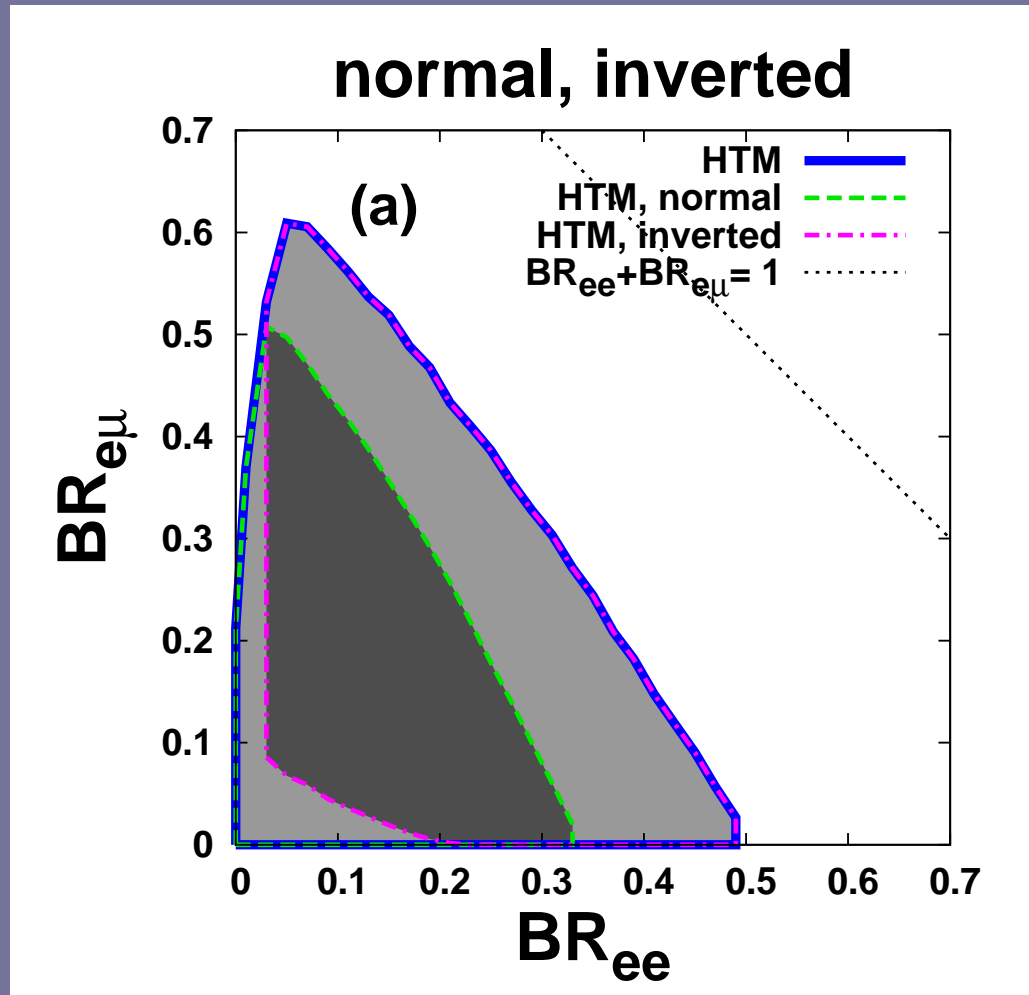 normal, inverted
(a)
HTM
HTM, normal
HTM, inverted
BRee+BReμ= 1
0.7
0.6
0.5
0.4
0.3
0.2
0.1
0
BReμ
0 0.1 0.2 0.3 0.4 0.5 0.6 0.7
BRee